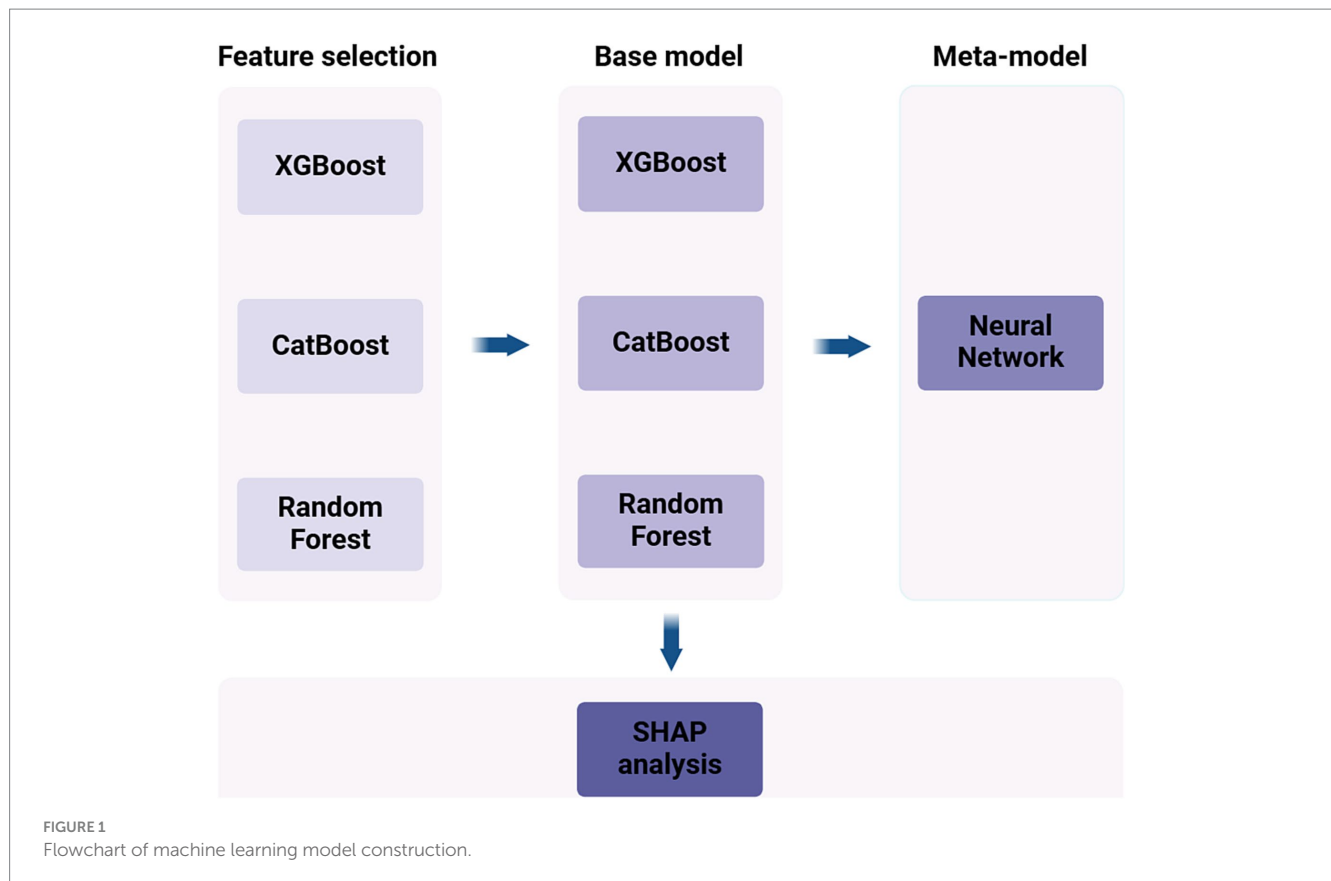 Feature selection
Base model
Meta-model
XGBoost
XGBoost
CatBoost
CatBoost
Neural
Network
Random
Forest
Random
Forest
SHAP
analysis
FIGURE 1
Flowchart of machine learning model construction.